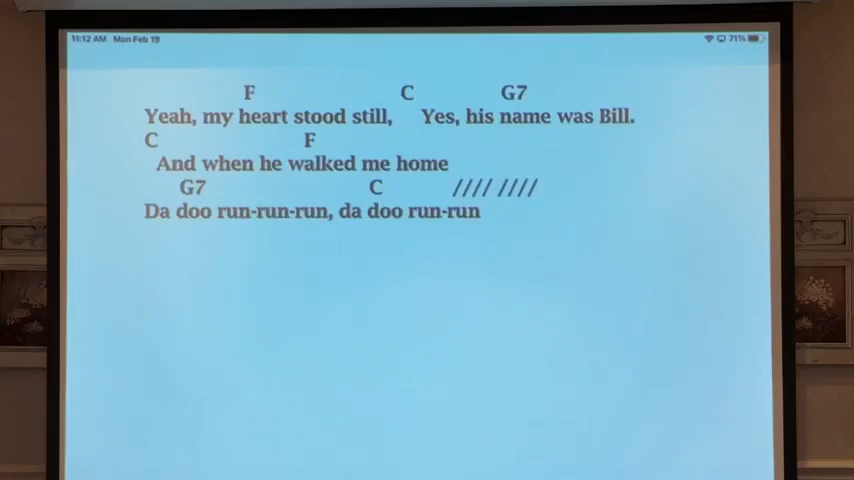 11:12 AM Mon Feb 19 71%
F C G7
Yeah, my heart stood still, Yes, his name was Bill.
C F
And when he walked me home
G7 C //// ////
Da doo run-run-run, da doo run-run